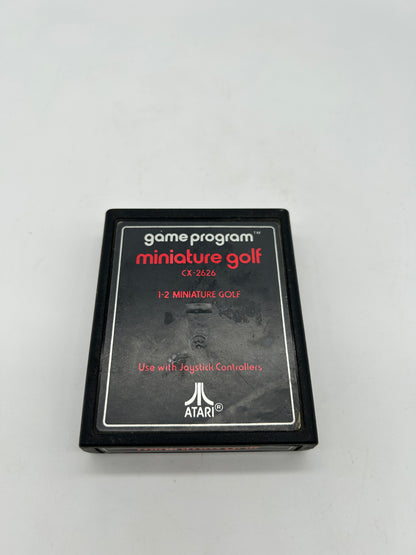 game program™
miniature golf
CX-2626
1-2 MINIATURE GOLF
Use with Joystick Controllers
ATARI®